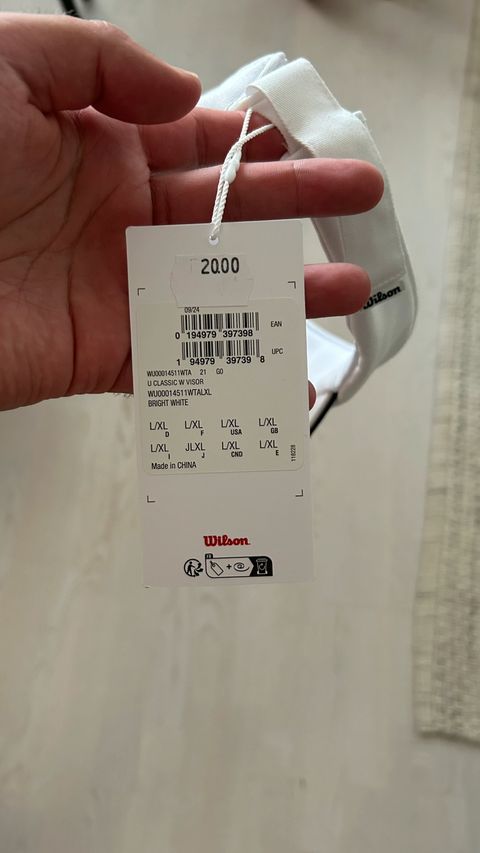 20.00
09/24
0 194979 397398
EAN
1 94979 39739 8
UPC
WU00014511WTA 21 G0
U CLASSIC W VISOR
WU00014511WTALXL
BRIGHT WHITE
L/XL D L/XL F L/XL USA L/XL GB
L/XL I JLXL J L/XL CND L/XL E
Made in CHINA
118228
Wilson
Wilson